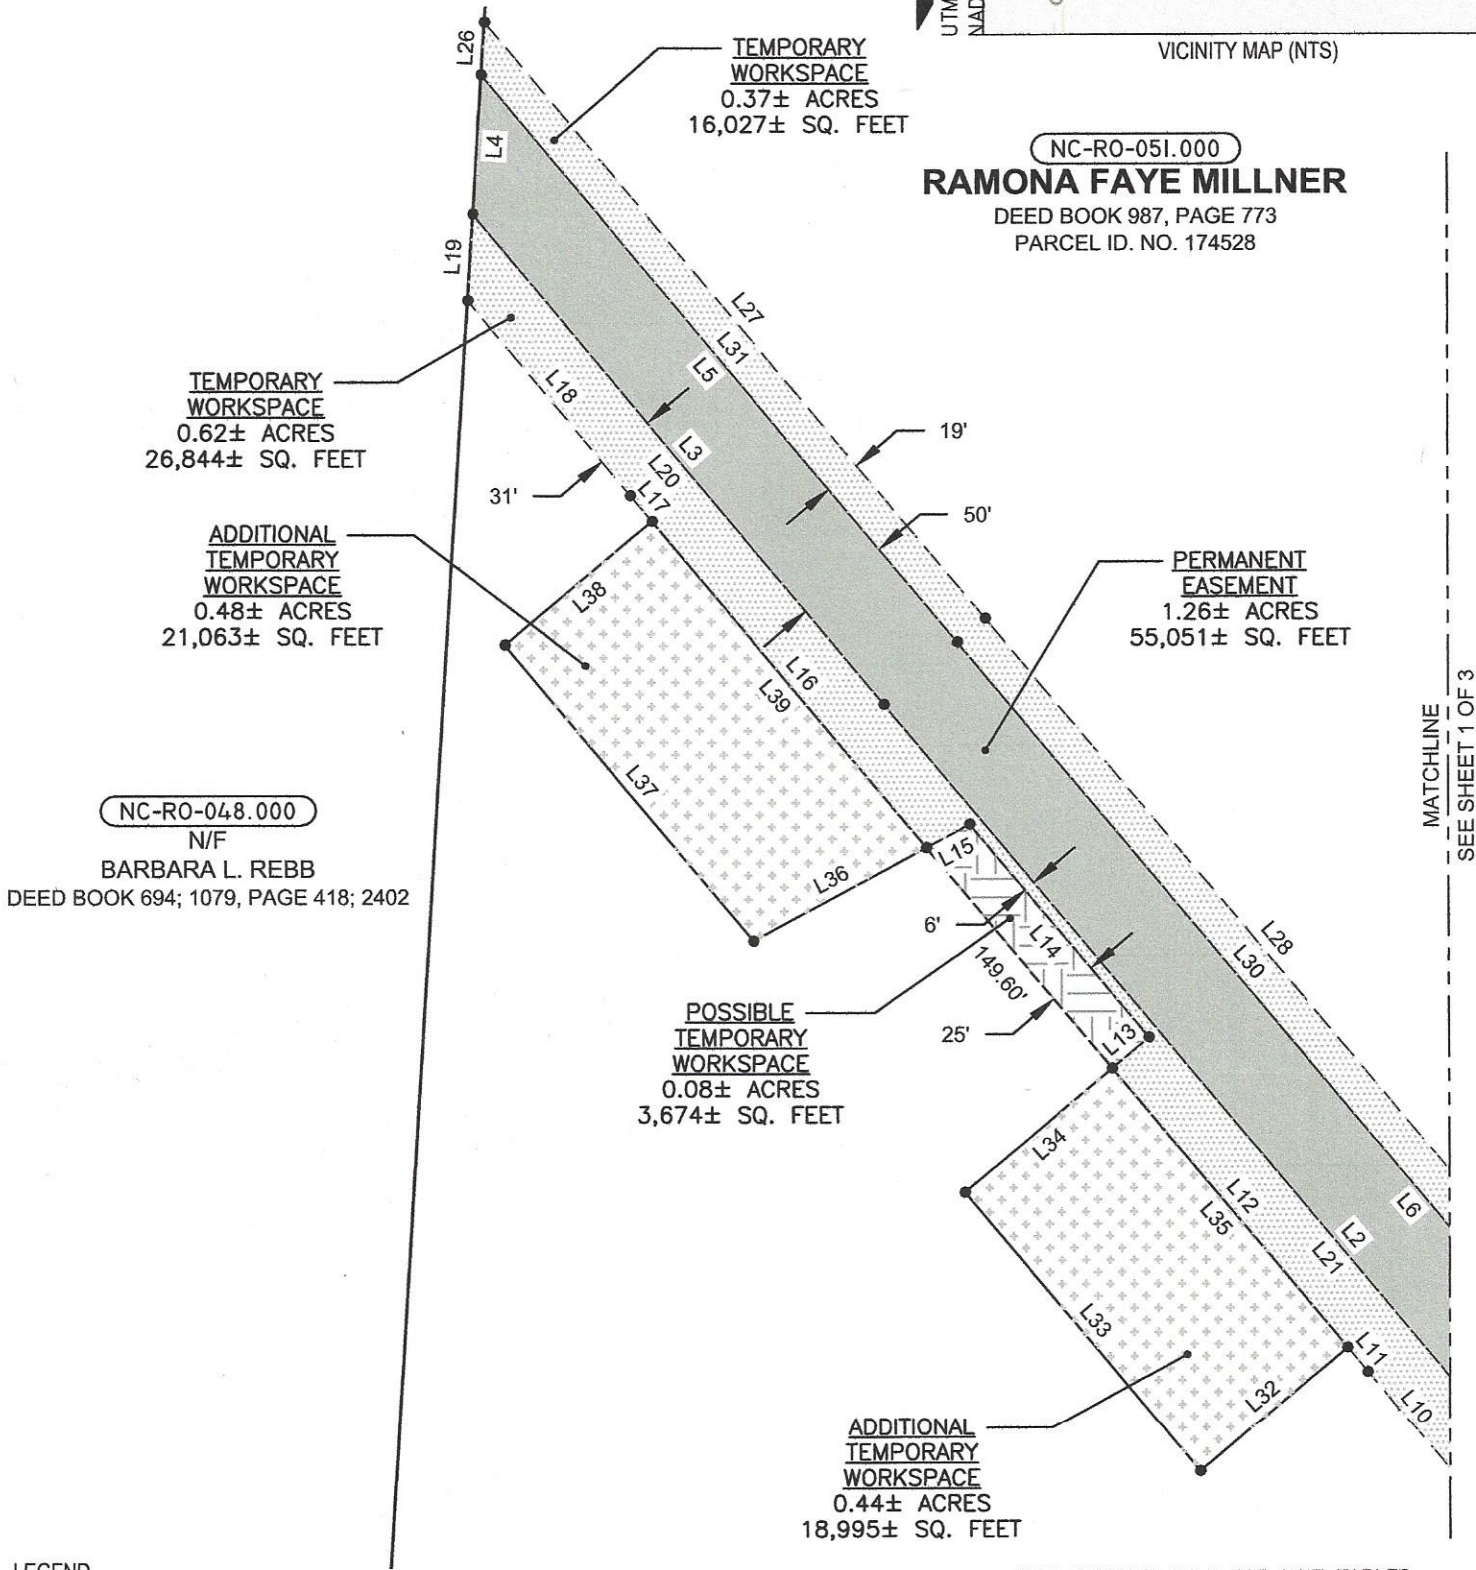 UTM
NAD
VICINITY MAP (NTS)
L26
TEMPORARY
WORKSPACE
0.37± ACRES
16,027± SQ. FEET
NC-RO-051.000
RAMONA FAYE MILLNER
DEED BOOK 987, PAGE 773
PARCEL ID. NO. 174528
L4
L19
L27
L31
L5
TEMPORARY
WORKSPACE
0.62± ACRES
26,844± SQ. FEET
L18
L3
L20
L17
19'
31'
50'
ADDITIONAL
TEMPORARY
WORKSPACE
0.48± ACRES
21,063± SQ. FEET
L38
PERMANENT
EASEMENT
1.26± ACRES
55,051± SQ. FEET
L16
L39
L37
MATCHLINE
SEE SHEET 1 OF 3
NC-RO-048.000
N/F
BARBARA L. REBB
DEED BOOK 694; 1079, PAGE 418; 2402
L15
L36
6'
L14
149.60'
L28
L30
POSSIBLE
TEMPORARY
WORKSPACE
0.08± ACRES
3,674± SQ. FEET
25'
L13
L34
L12
L35
L6
L2
L21
L33
L11
L32
L10
ADDITIONAL
TEMPORARY
WORKSPACE
0.44± ACRES
18,995± SQ. FEET
LEGEND